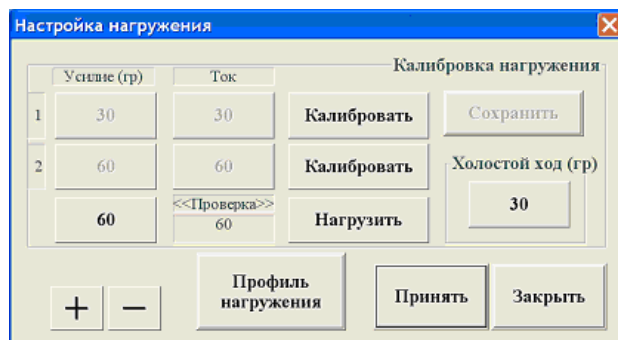 Настройка нагружения
Калибровка нагружения
Усилие (гр) Ток
1 30 30 Калибровать Сохранить
2 60 60 Калибровать
Холостой ход (гр)
60 <<Проверка>> 60 Нагрузить 30
+ − Профиль нагружения Принять Закрыть